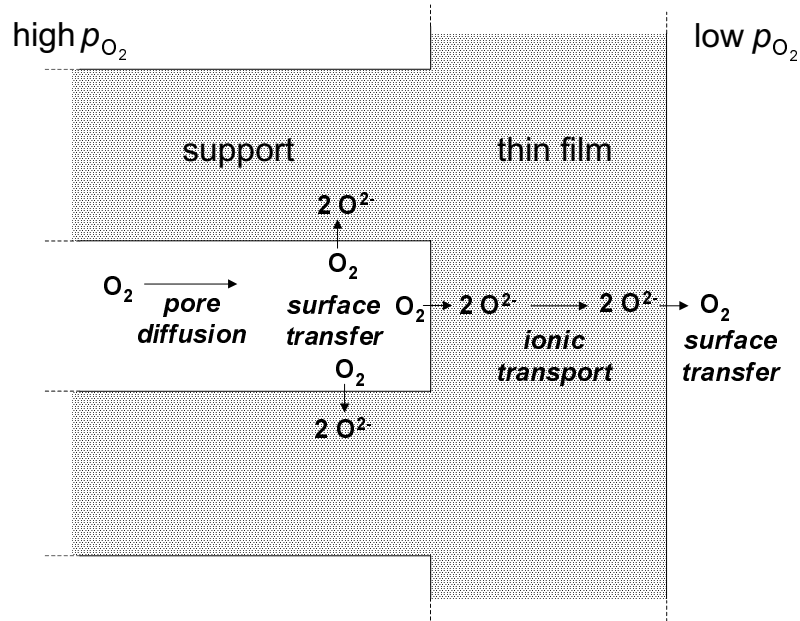 high pO₂
low pO₂
support
thin film
2 O²⁻
O₂
O₂
pore
diffusion
surface
transfer
O₂
2 O²⁻
2 O²⁻
O₂
ionic
transport
surface
transfer
O₂
2 O²⁻